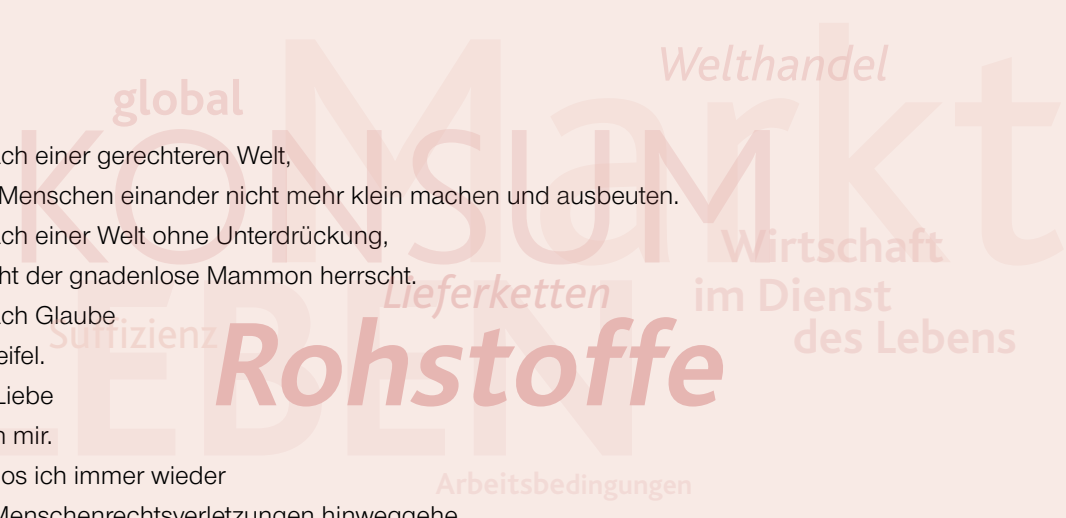 Markt
Welthandel
global
KONSUM
ch einer gerechteren Welt,
Menschen einander nicht mehr klein machen und ausbeuten.
ch einer Welt ohne Unterdrückung,
Wirtschaft
im Dienst
des Lebens
ht der gnadenlose Mammon herrscht.
Lieferketten
LEBEN
ch Glaube
Suffizienz
Rohstoffe
eifel.
Liebe
n mir.
os ich immer wieder
Arbeitsbedingungen
Menschenrechtsverletzungen hinweggehe